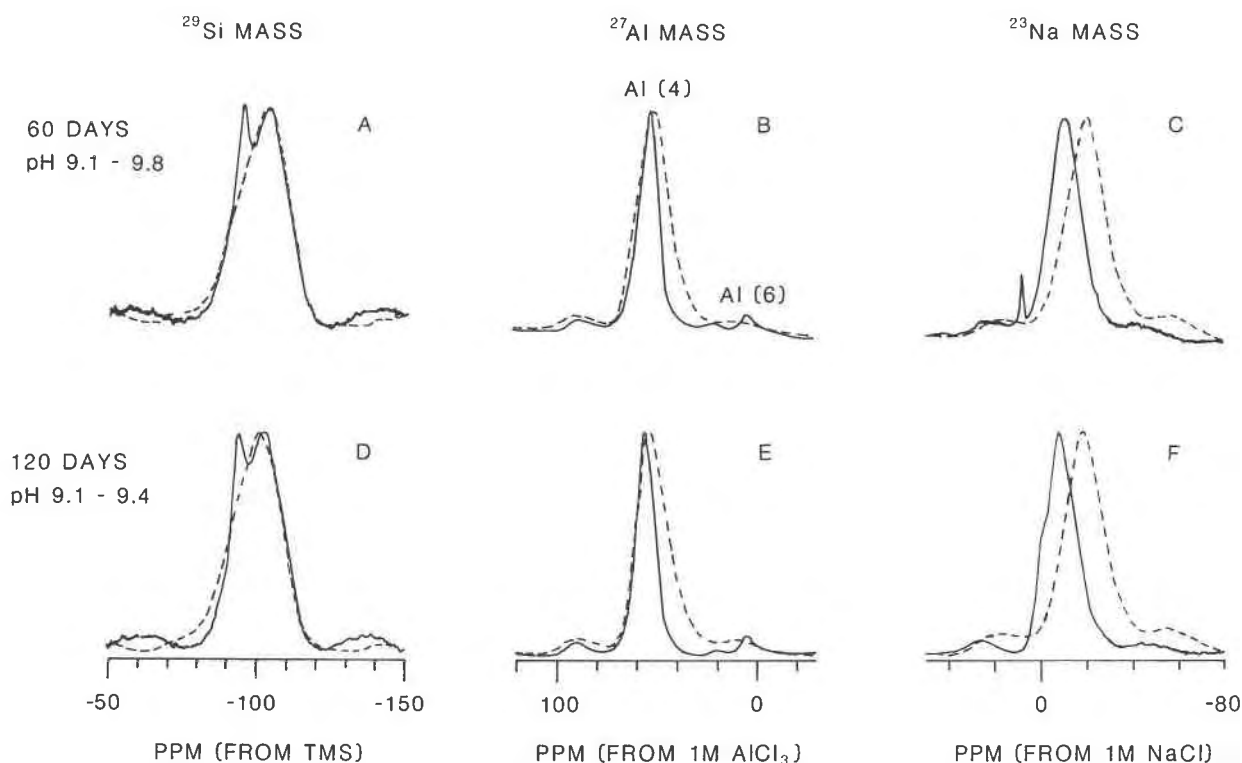 ²⁹Si MASS
²⁷Al MASS
²³Na MASS
60 DAYS
pH 9.1 - 9.8
A
Al (4)
B
Al (6)
C
120 DAYS
pH 9.1 - 9.4
D
E
F
-50
-100
-150
100
0
0
-80
PPM (FROM TMS)
PPM (FROM 1M AlCl₃)
PPM (FROM 1M NaCl)